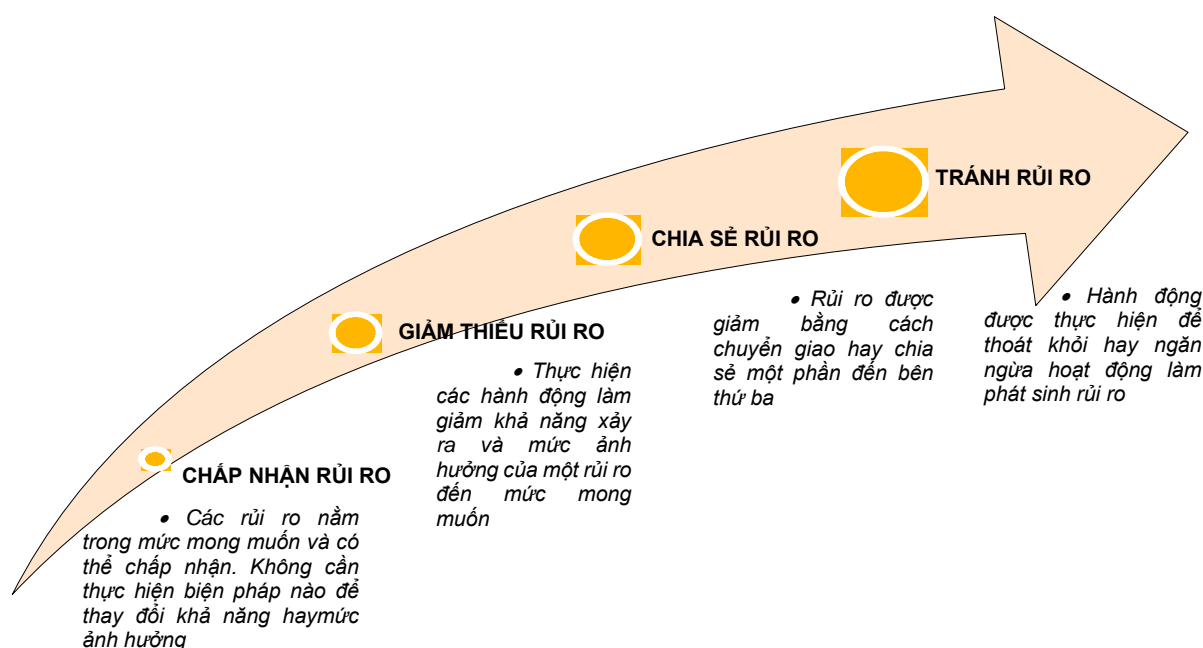 CHẤP NHẬN RỦI RO
• Các rủi ro nằm
trong mức mong muốn và có
thể chấp nhận. Không cần
thực hiện biện pháp nào để
thay đổi khả năng haymức
ảnh hưởng
GIẢM THIỂU RỦI RO
• Thực hiện
các hành động làm
giảm khả năng xảy
ra và mức ảnh
hưởng của một rủi ro
đến mức mong
muốn
CHIA SẺ RỦI RO
• Rủi ro được
giảm bằng cách
chuyển giao hay chia
sẻ một phần đến bên
thứ ba
TRÁNH RỦI RO
• Hành động
được thực hiện để
thoát khỏi hay ngăn
ngừa hoạt động làm
phát sinh rủi ro